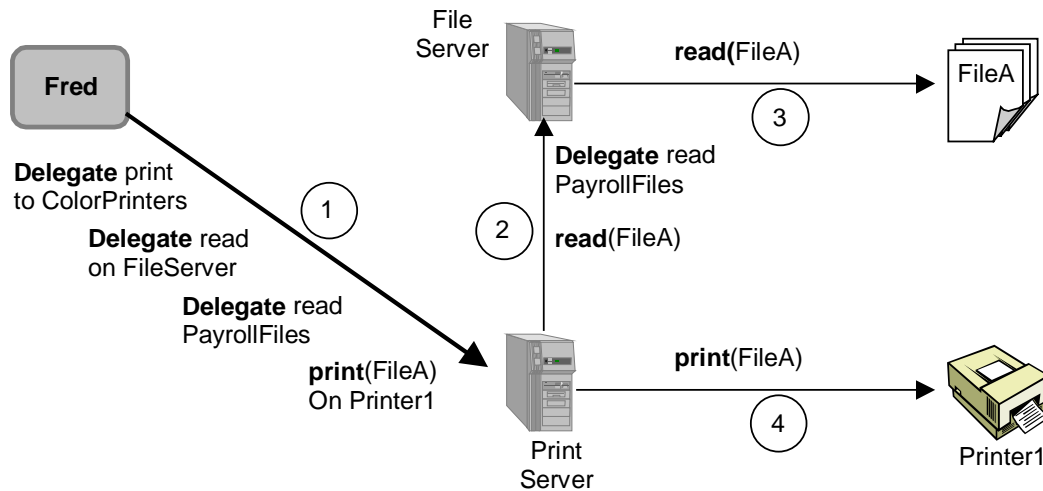 Fred
Delegate print
to ColorPrinters
Delegate read
on FileServer
Delegate read
PayrollFiles
print(FileA)
On Printer1
1
File
Server
read(FileA)
3
FileA
Delegate read
PayrollFiles
2
read(FileA)
Print
Server
print(FileA)
4
Printer1